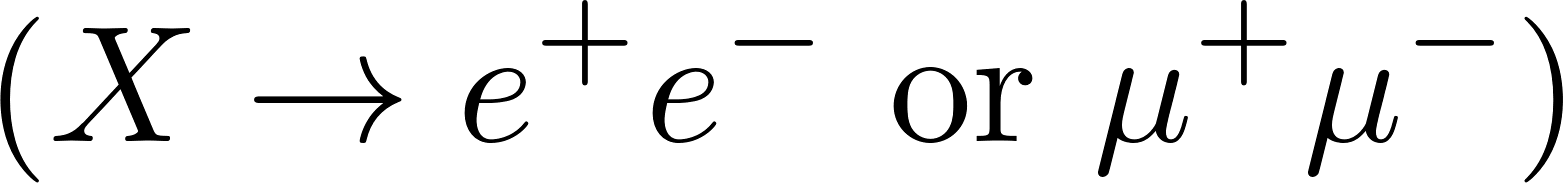 (X → e⁺e⁻ or μ⁺μ⁻)